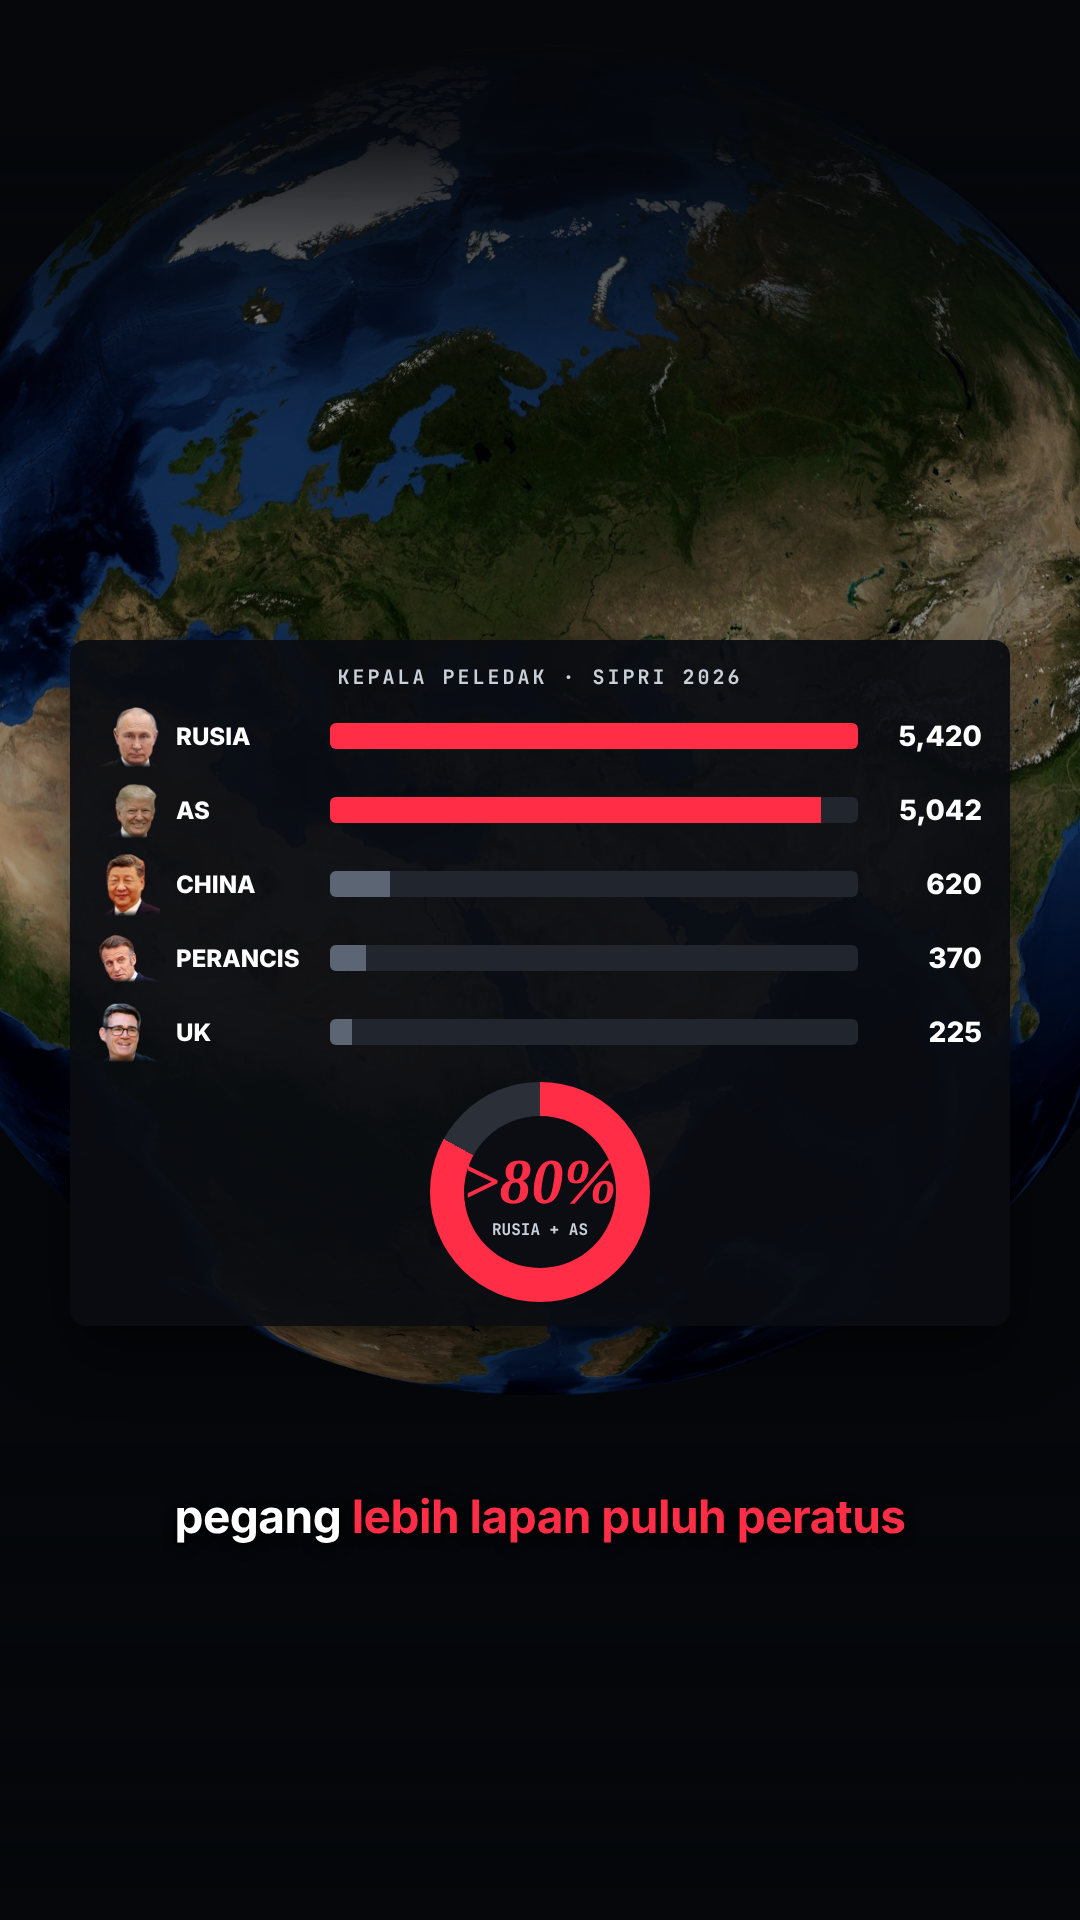 KEPALA PELEDAK · SIPRI 2026
RUSIA 5,420
AS 5,042
CHINA 620
PERANCIS 370
UK 225
>80%
RUSIA + AS
pegang lebih lapan puluh peratus